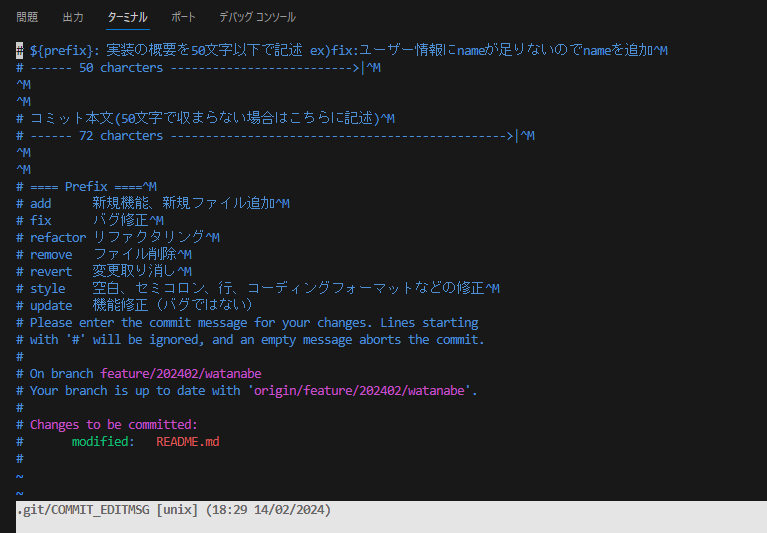 問題 出力 ターミナル ポート デバッグ コンソール
# ${prefix}: 実装の概要を50文字以下で記述 ex)fix:ユーザー情報にnameが足りないのでnameを追加^M
# ------ 50 charcters -------------------------->|^M
^M
^M
# コミット本文(50文字で収まらない場合はこちらに記述)^M
# ------ 72 charcters ------------------------------------------------>|^M
^M
^M
# ==== Prefix ====^M
# add 新規機能、新規ファイル追加^M
# fix バグ修正^M
# refactor リファクタリング^M
# remove ファイル削除^M
# revert 変更取り消し^M
# style 空白、セミコロン、行、コーディングフォーマットなどの修正^M
# update 機能修正（バグではない）
# Please enter the commit message for your changes. Lines starting
# with '#' will be ignored, and an empty message aborts the commit.
#
# On branch feature/202402/watanabe
# Your branch is up to date with 'origin/feature/202402/watanabe'.
#
# Changes to be committed:
# modified: README.md
#
~
~
.git/COMMIT_EDITMSG [unix] (18:29 14/02/2024)